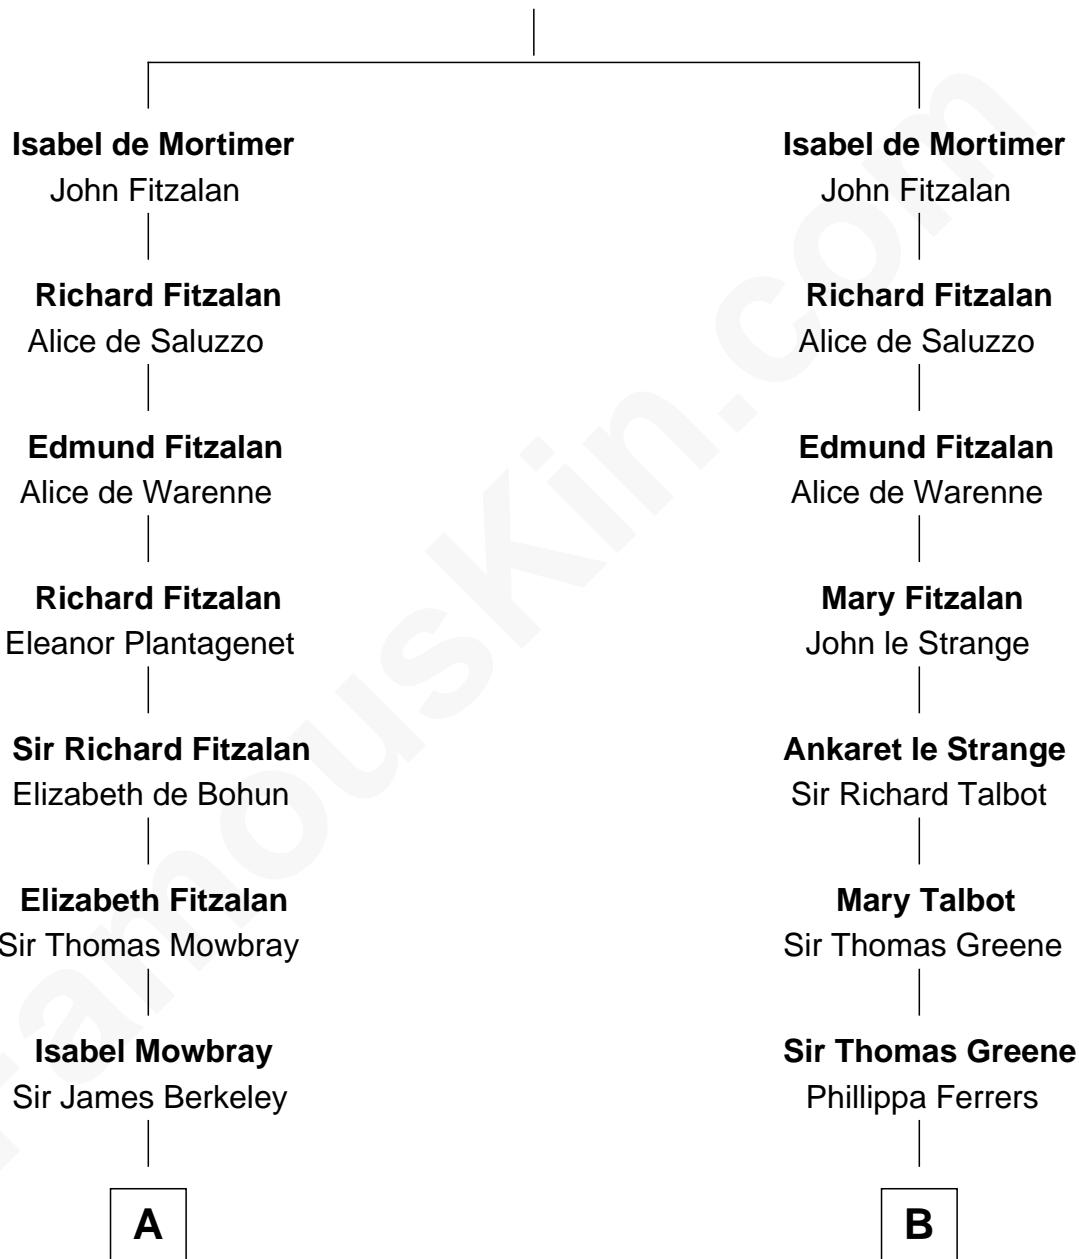 Isabel de Mortimer
John Fitzalan
Richard Fitzalan
Alice de Saluzzo
Edmund Fitzalan
Alice de Warenne
Richard Fitzalan
Eleanor Plantagenet
Sir Richard Fitzalan
Elizabeth de Bohun
Elizabeth Fitzalan
Sir Thomas Mowbray
Isabel Mowbray
Sir James Berkeley
A
Isabel de Mortimer
John Fitzalan
Richard Fitzalan
Alice de Saluzzo
Edmund Fitzalan
Alice de Warenne
Mary Fitzalan
John le Strange
Ankaret le Strange
Sir Richard Talbot
Mary Talbot
Sir Thomas Greene
Sir Thomas Greene
Phillippa Ferrers
B
FamousKin.com